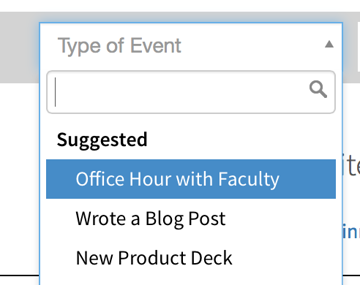 Type of Event
Suggested
Office Hour with Faculty
Wrote a Blog Post
New Product Deck